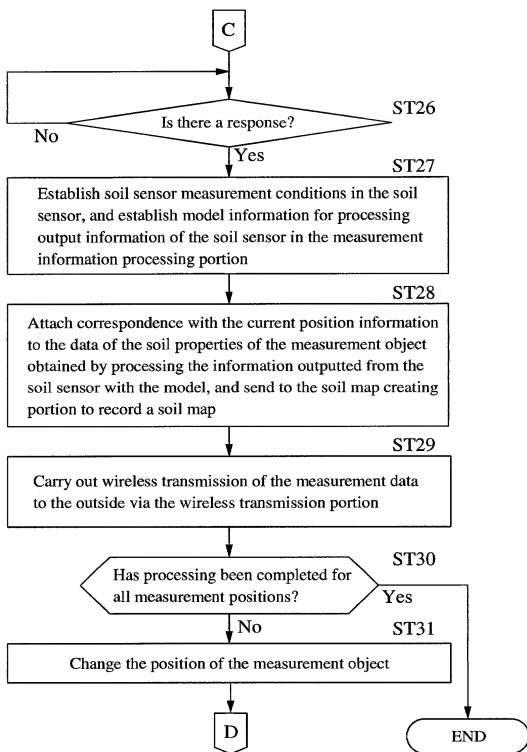 C
ST26
Is there a response?
No
Yes
ST27
Establish soil sensor measurement conditions in the soil
sensor, and establish model information for processing
output information of the soil sensor in the measurement
information processing portion
ST28
Attach correspondence with the current position information
to the data of the soil properties of the measurement object
obtained by processing the information outputted from the
soil sensor with the model, and send to the soil map creating
portion to record a soil map
ST29
Carry out wireless transmission of the measurement data
to the outside via the wireless transmission portion
ST30
Has processing been completed for
all measurement positions?
Yes
No
ST31
Change the position of the measurement object
D
END